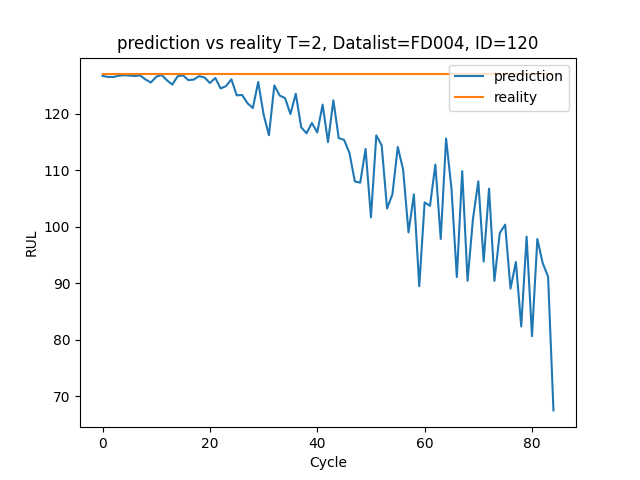 prediction vs reality T=2, Datalist=FD004, ID=120
prediction
reality
RUL
120
110
100
90
80
70
0 20 40 60 80
Cycle